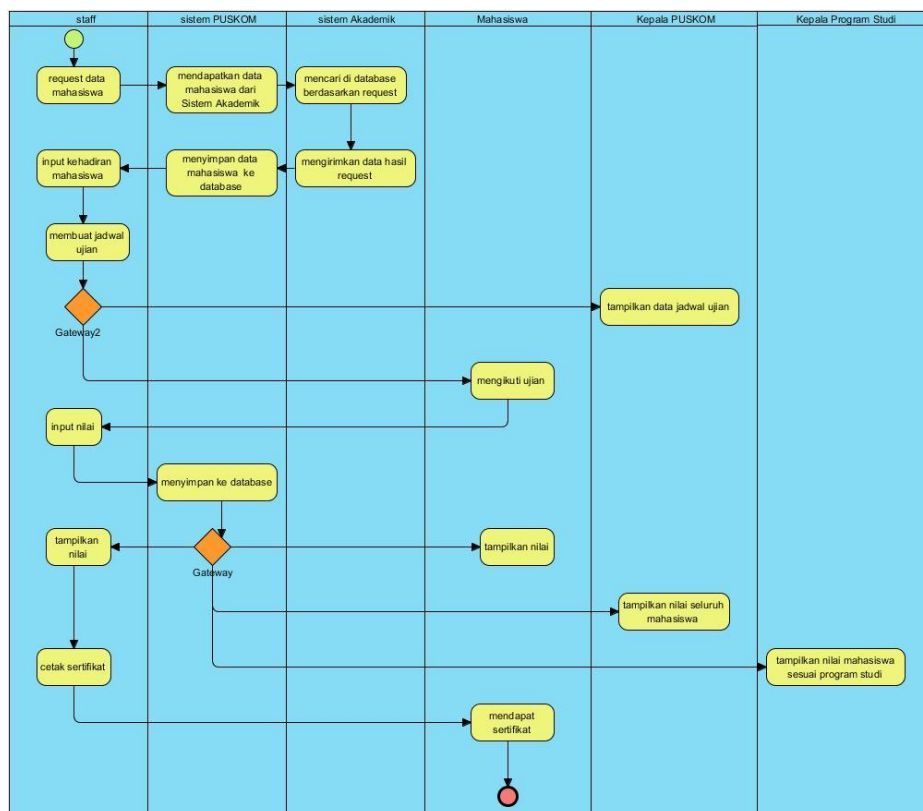 staff
sistem PUSKOM
sistem Akademik
Mahasiswa
Kepala PUSKOM
Kepala Program Studi
request data
mahasiswa
mendapatkan data
mahasiswa dari
Sistem Akademik
mencari di database
berdasarkan request
input kehadiran
mahasiswa
menyimpan data
mahasiswa ke
database
mengirimkan data hasil
request
membuat jadwal
ujian
Gateway2
tampilkan data jadwal ujian
mengikuti ujian
input nilai
menyimpan ke database
tampilkan
nilai
Gateway
tampilkan nilai
tampilkan nilai seluruh
mahasiswa
cetak sertifikat
tampilkan nilai mahasiswa
sesuai program studi
mendapat
sertifikat